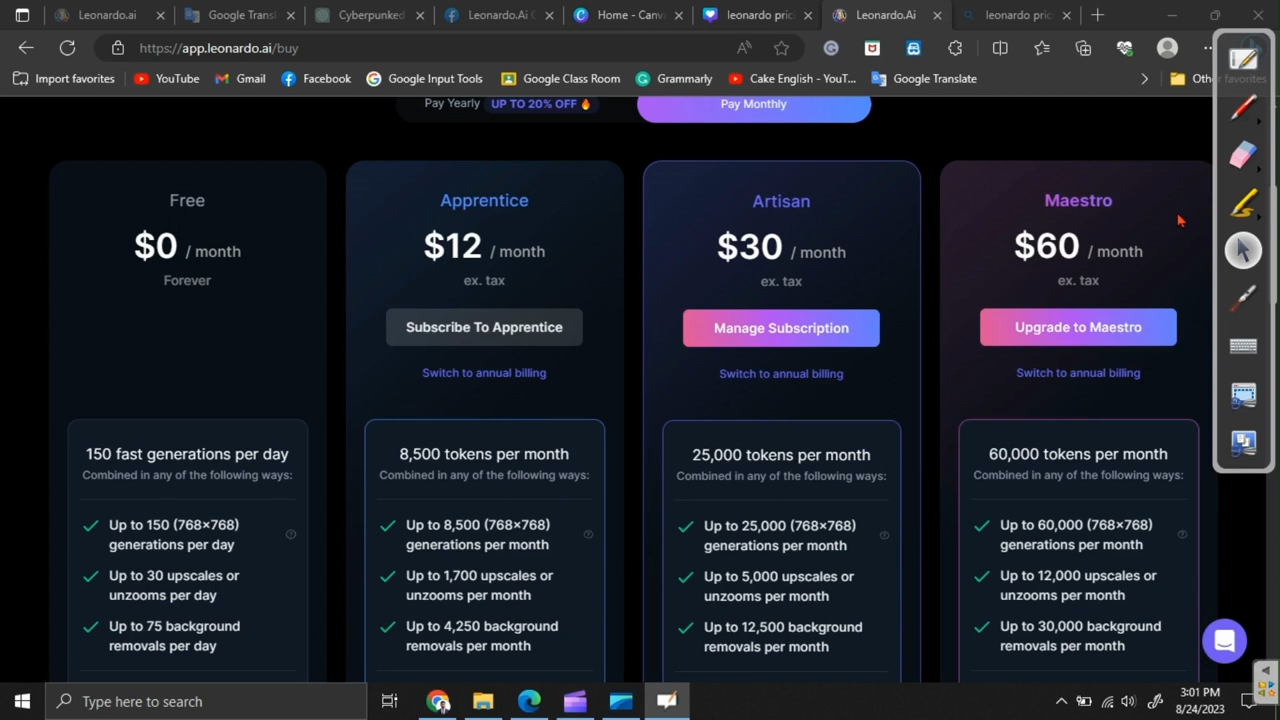 Leonardo.ai
Google Transl
Cyberpunked
Leonardo.Ai C
Home - Canv
leonardo pric
Leonardo.Ai
leonardo pric
https://app.leonardo.ai/buy
Import favorites
YouTube
Gmail
Facebook
Google Input Tools
Google Class Room
Grammarly
Cake English - YouT...
Google Translate
Other favorites
Pay Yearly UP TO 20% OFF 🔥
Pay Monthly
Free
$0 / month
Forever
150 fast generations per day
Combined in any of the following ways:
Up to 150 (768×768)
generations per day
Up to 30 upscales or
unzooms per day
Up to 75 background
removals per day
Apprentice
$12 / month
ex. tax
Subscribe To Apprentice
Switch to annual billing
8,500 tokens per month
Combined in any of the following ways:
Up to 8,500 (768×768)
generations per month
Up to 1,700 upscales or
unzooms per month
Up to 4,250 background
removals per month
Artisan
$30 / month
ex. tax
Manage Subscription
Switch to annual billing
25,000 tokens per month
Combined in any of the following ways:
Up to 25,000 (768×768)
generations per month
Up to 5,000 upscales or
unzooms per month
Up to 12,500 background
removals per month
Maestro
$60 / month
ex. tax
Upgrade to Maestro
Switch to annual billing
60,000 tokens per month
Combined in any of the following ways:
Up to 60,000 (768×768)
generations per month
Up to 12,000 upscales or
unzooms per month
Up to 30,000 background
removals per month
Type here to search
3:01 PM
8/24/2023